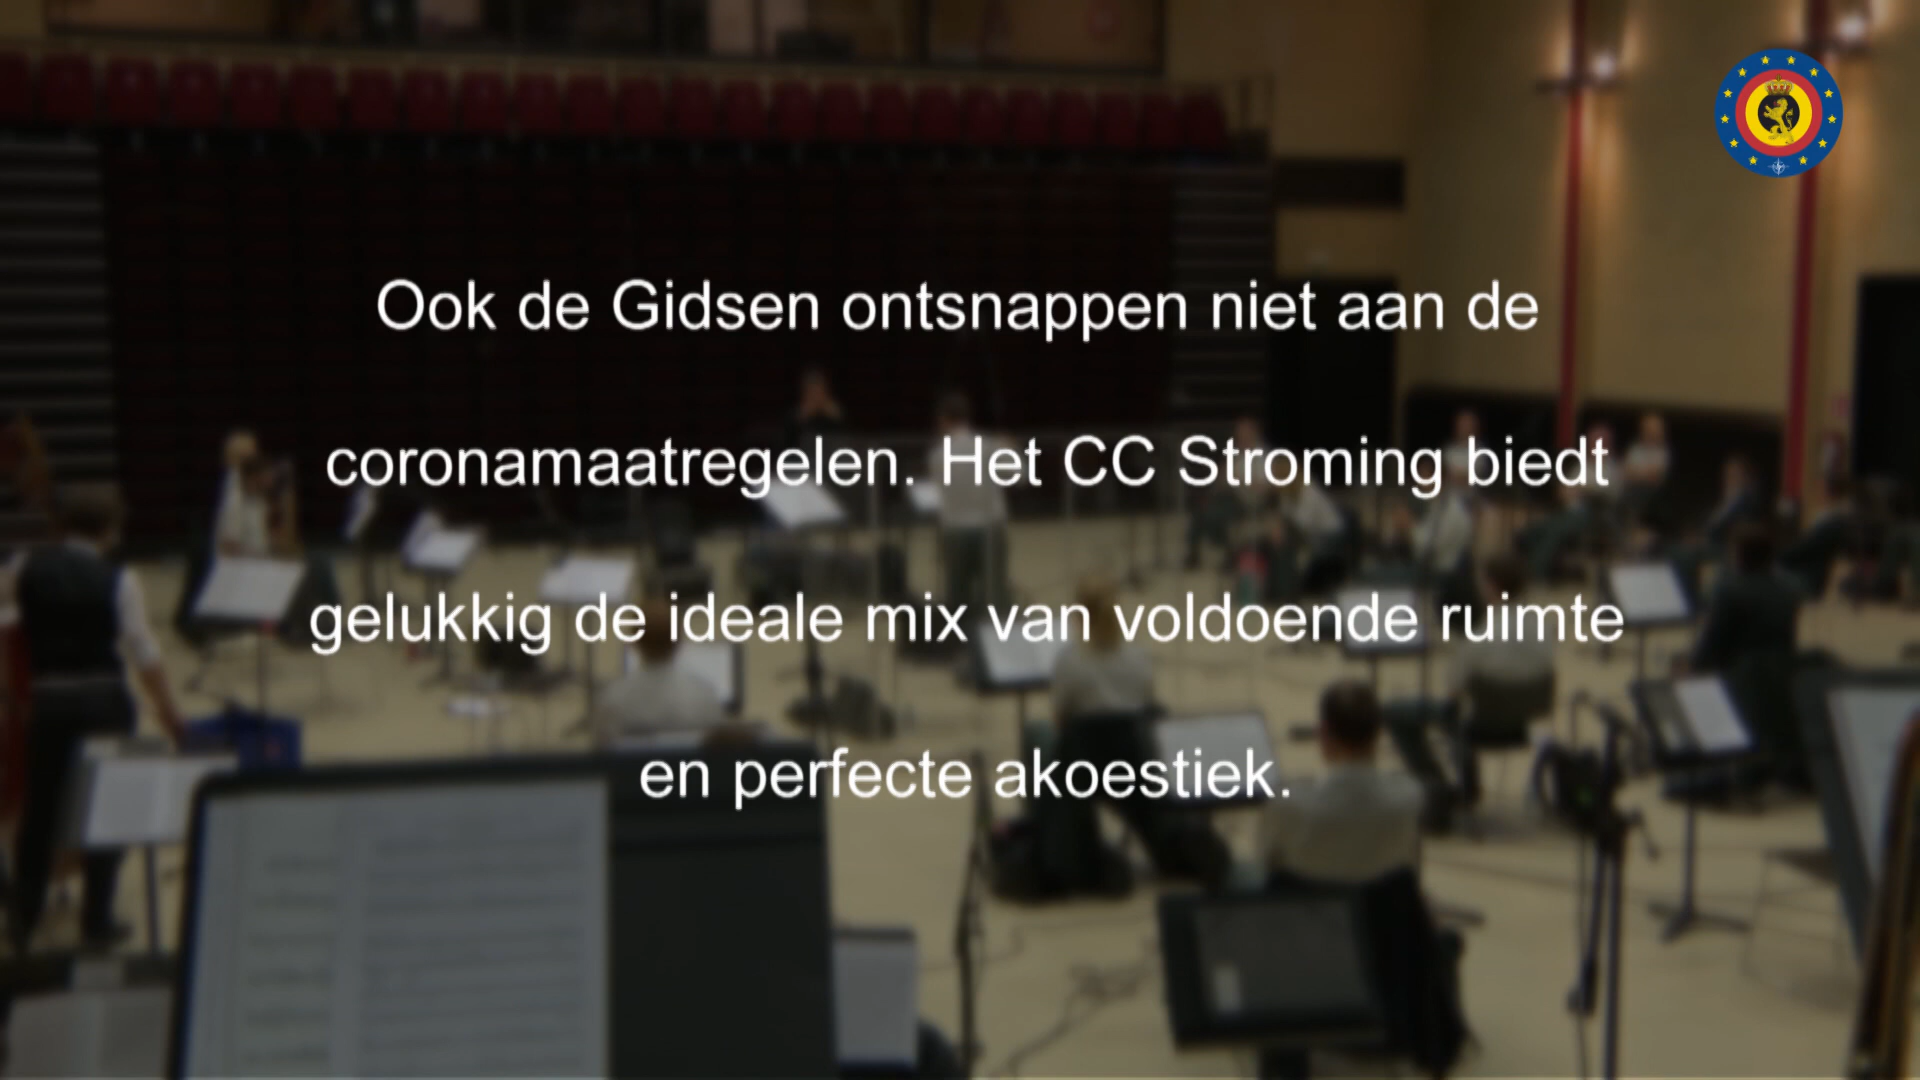 Ook de Gidsen ontsnappen niet aan de
coronamaatregelen. Het CC Stroming biedt
gelukkig de ideale mix van voldoende ruimte
en perfecte akoestiek.